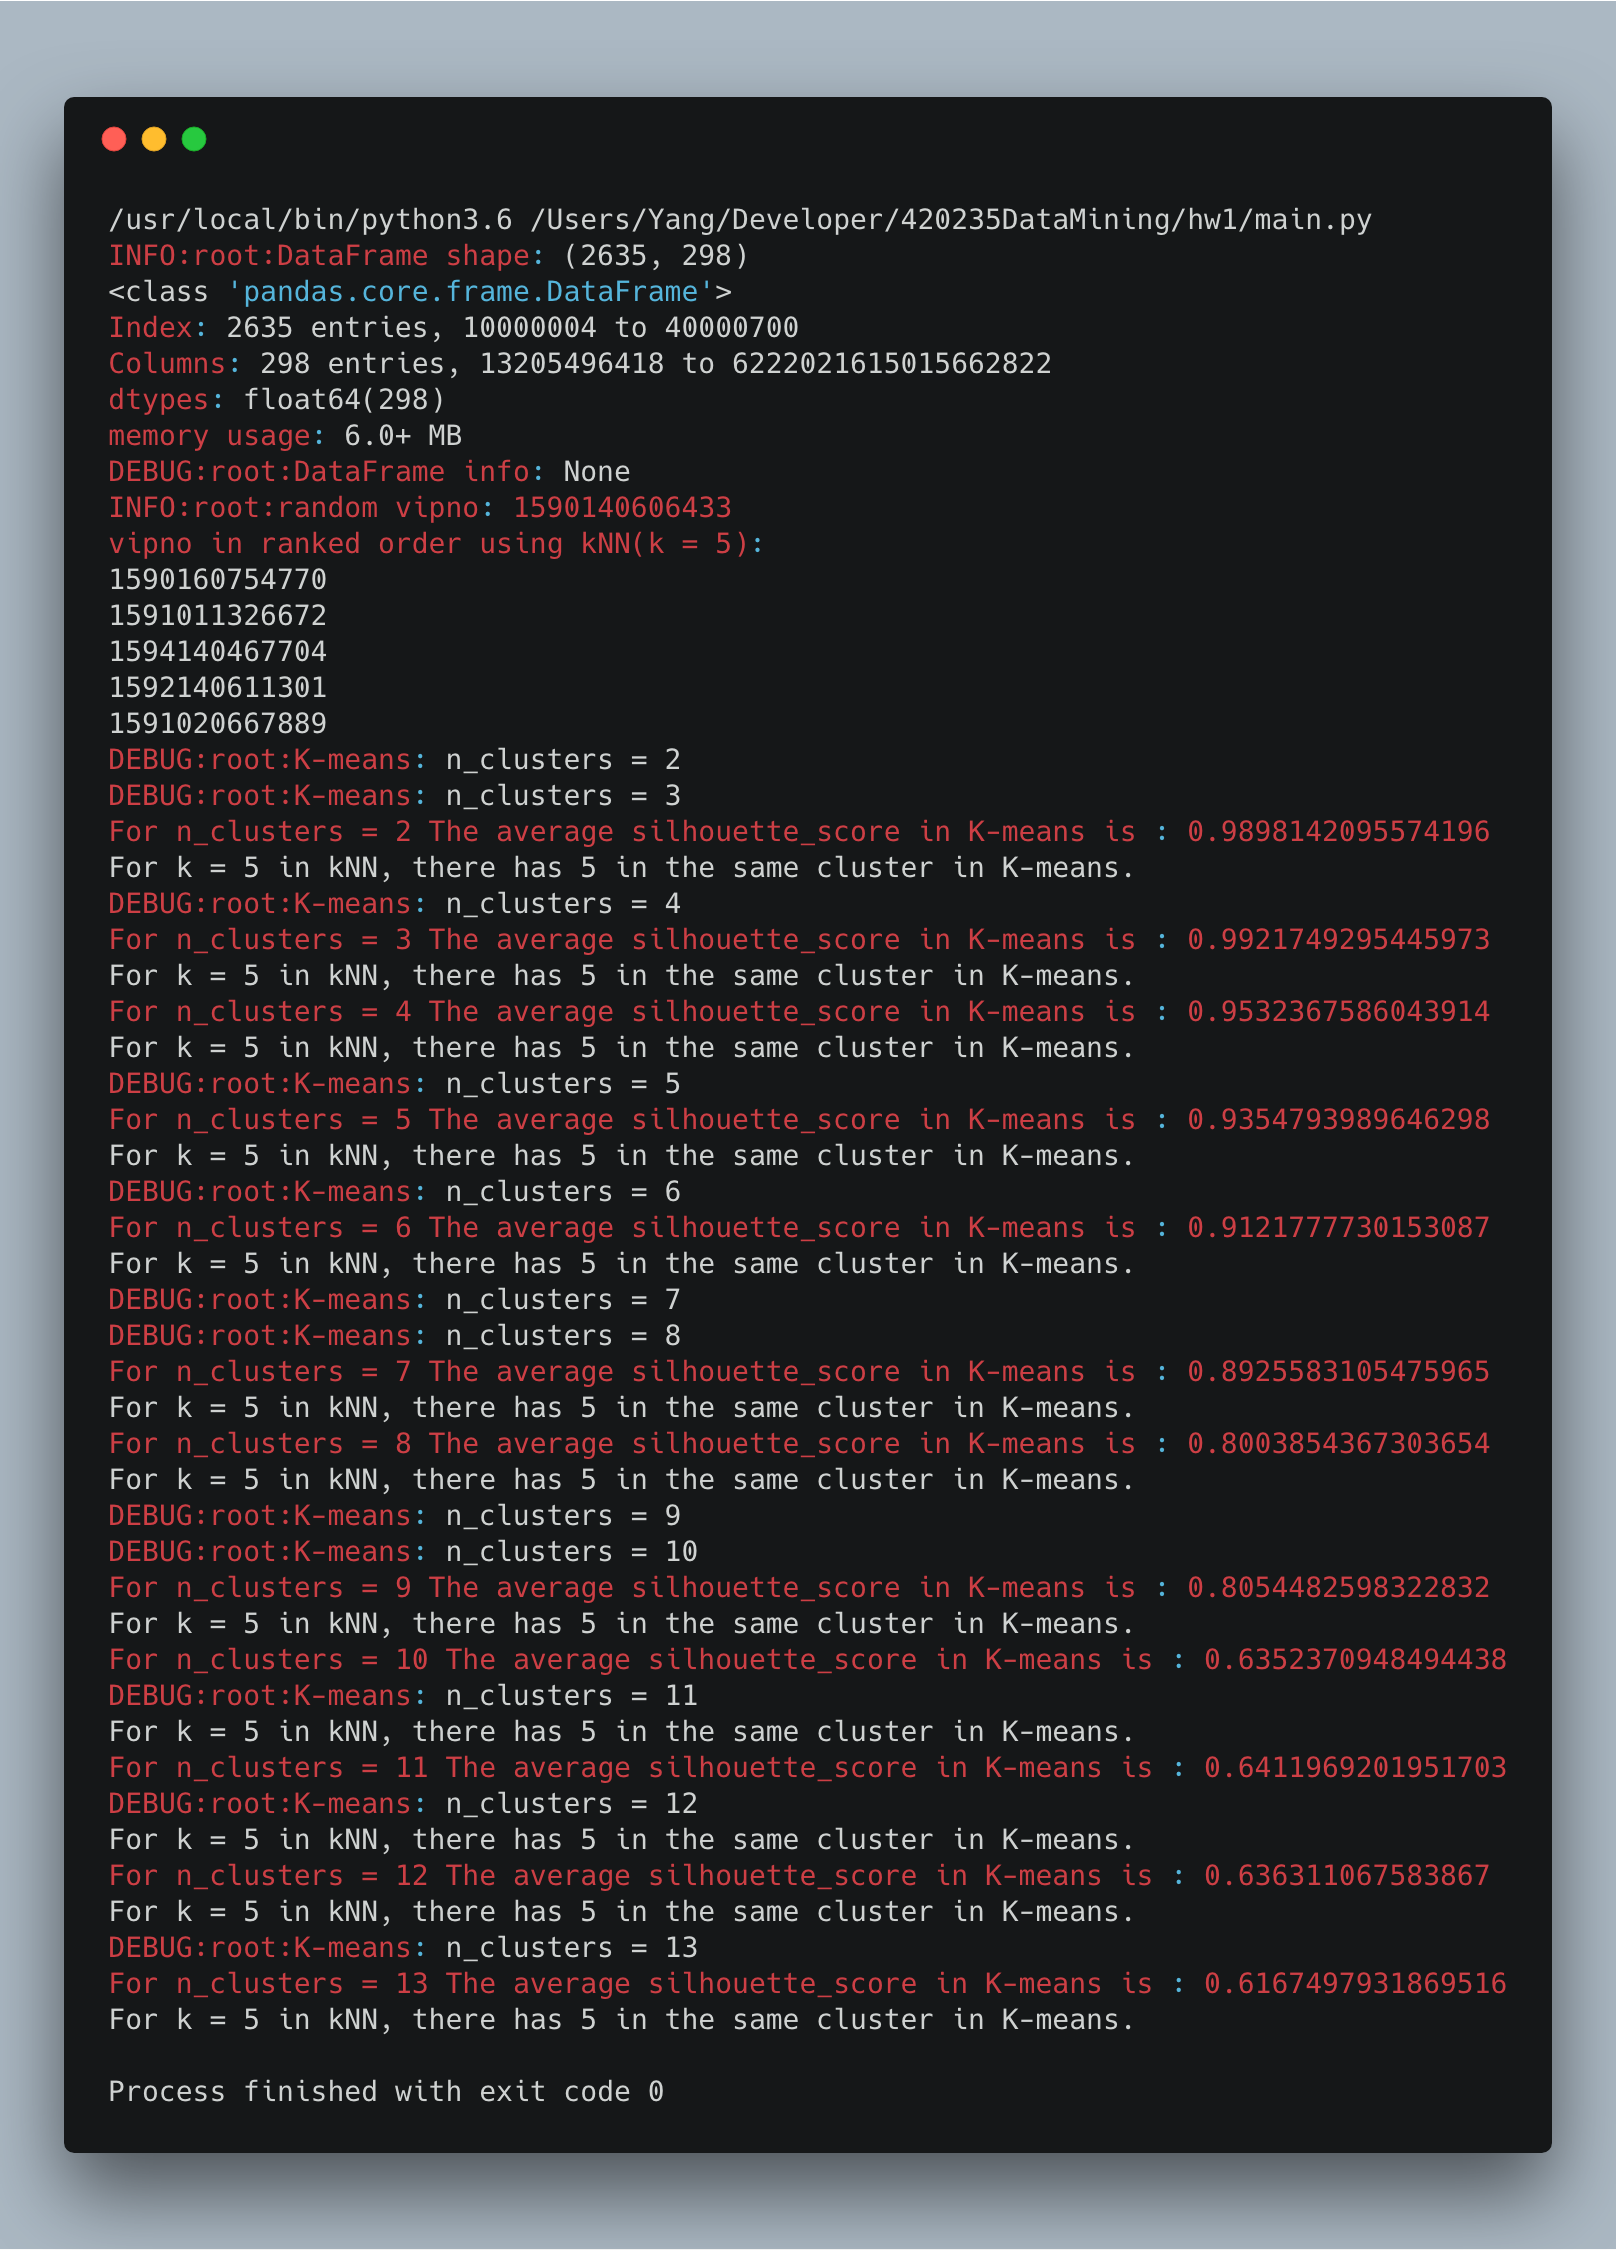 /usr/local/bin/python3.6 /Users/Yang/Developer/420235DataMining/hw1/main.py
INFO:root:DataFrame shape: (2635, 298)
<class 'pandas.core.frame.DataFrame'>
Index: 2635 entries, 10000004 to 40000700
Columns: 298 entries, 13205496418 to 6222021615015662822
dtypes: float64(298)
memory usage: 6.0+ MB
DEBUG:root:DataFrame info: None
INFO:root:random vipno: 1590140606433
vipno in ranked order using kNN(k = 5):
1590160754770
1591011326672
1594140467704
1592140611301
1591020667889
DEBUG:root:K-means: n_clusters = 2
DEBUG:root:K-means: n_clusters = 3
For n_clusters = 2 The average silhouette_score in K-means is : 0.9898142095574196
For k = 5 in kNN, there has 5 in the same cluster in K-means.
DEBUG:root:K-means: n_clusters = 4
For n_clusters = 3 The average silhouette_score in K-means is : 0.9921749295445973
For k = 5 in kNN, there has 5 in the same cluster in K-means.
For n_clusters = 4 The average silhouette_score in K-means is : 0.9532367586043914
For k = 5 in kNN, there has 5 in the same cluster in K-means.
DEBUG:root:K-means: n_clusters = 5
For n_clusters = 5 The average silhouette_score in K-means is : 0.9354793989646298
For k = 5 in kNN, there has 5 in the same cluster in K-means.
DEBUG:root:K-means: n_clusters = 6
For n_clusters = 6 The average silhouette_score in K-means is : 0.9121777730153087
For k = 5 in kNN, there has 5 in the same cluster in K-means.
DEBUG:root:K-means: n_clusters = 7
DEBUG:root:K-means: n_clusters = 8
For n_clusters = 7 The average silhouette_score in K-means is : 0.8925583105475965
For k = 5 in kNN, there has 5 in the same cluster in K-means.
For n_clusters = 8 The average silhouette_score in K-means is : 0.8003854367303654
For k = 5 in kNN, there has 5 in the same cluster in K-means.
DEBUG:root:K-means: n_clusters = 9
DEBUG:root:K-means: n_clusters = 10
For n_clusters = 9 The average silhouette_score in K-means is : 0.8054482598322832
For k = 5 in kNN, there has 5 in the same cluster in K-means.
For n_clusters = 10 The average silhouette_score in K-means is : 0.6352370948494438
DEBUG:root:K-means: n_clusters = 11
For k = 5 in kNN, there has 5 in the same cluster in K-means.
For n_clusters = 11 The average silhouette_score in K-means is : 0.6411969201951703
DEBUG:root:K-means: n_clusters = 12
For k = 5 in kNN, there has 5 in the same cluster in K-means.
For n_clusters = 12 The average silhouette_score in K-means is : 0.636311067583867
For k = 5 in kNN, there has 5 in the same cluster in K-means.
DEBUG:root:K-means: n_clusters = 13
For n_clusters = 13 The average silhouette_score in K-means is : 0.6167497931869516
For k = 5 in kNN, there has 5 in the same cluster in K-means.
Process finished with exit code 0